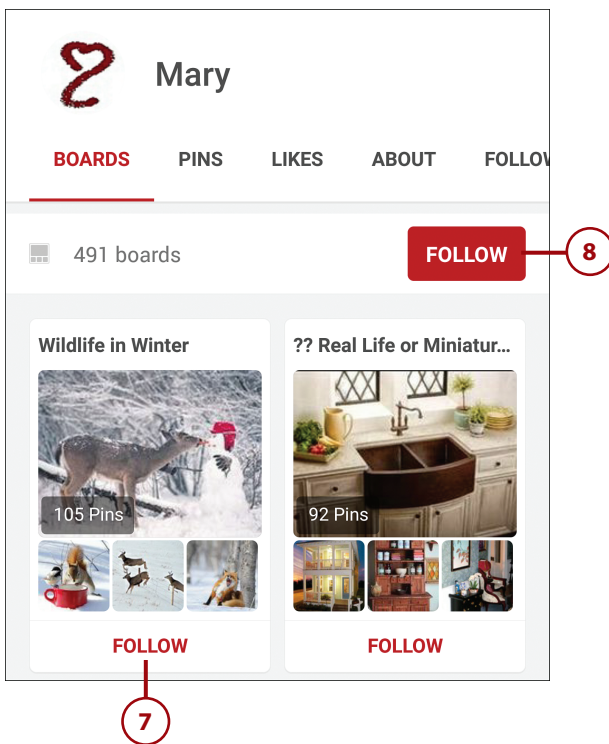 Mary
BOARDS PINS LIKES ABOUT FOLLOW
491 boards FOLLOW 8
Wildlife in Winter ?? Real Life or Miniatur...
105 Pins 92 Pins
FOLLOW FOLLOW
7